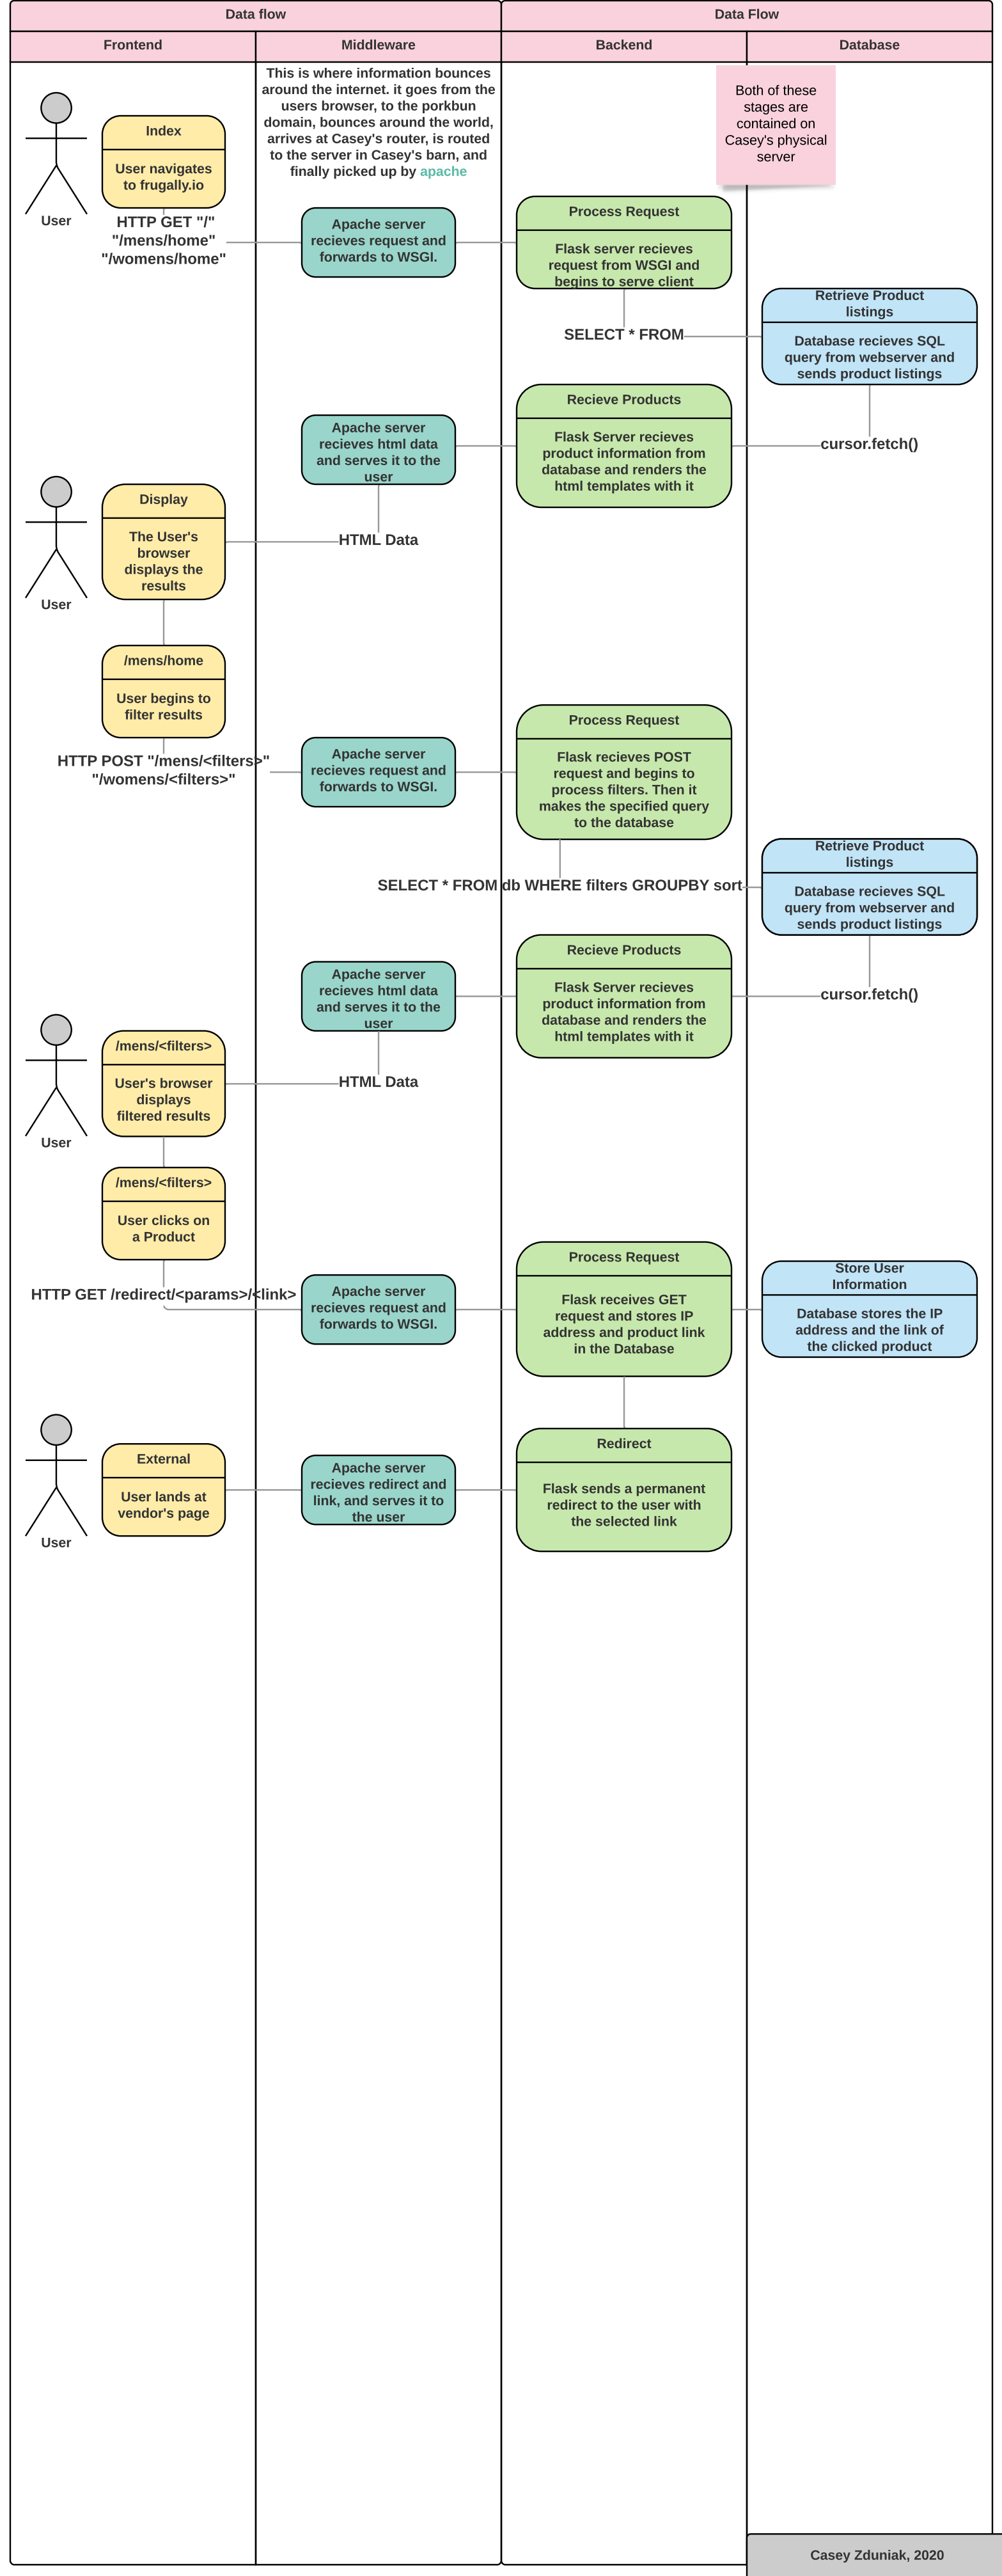 Data flow
Data Flow
Frontend
Middleware
Backend
Database
This is where information bounces
around the internet. it goes from the
users browser, to the porkbun
domain, bounces around the world,
arrives at Casey's router, is routed
to the server in Casey's barn, and
finally picked up by apache
Both of these
stages are
contained on
Casey's physical
server
User
Index
User navigates
to frugally.io
HTTP GET "/"
"/mens/home"
"/womens/home"
Apache server
recieves request and
forwards to WSGI.
Process Request
Flask server recieves
request from WSGI and
begins to serve client
SELECT * FROM
Retrieve Product
listings
Database recieves SQL
query from webserver and
sends product listings
cursor.fetch()
Recieve Products
Flask Server recieves
product information from
database and renders the
html templates with it
Apache server
recieves html data
and serves it to the
user
HTML Data
User
Display
The User's
browser
displays the
results
/mens/home
User begins to
filter results
HTTP POST "/mens/<filters>"
"/womens/<filters>"
Apache server
recieves request and
forwards to WSGI.
Process Request
Flask recieves POST
request and begins to
process filters. Then it
makes the specified query
to the database
SELECT * FROM db WHERE filters GROUPBY sort
Retrieve Product
listings
Database recieves SQL
query from webserver and
sends product listings
cursor.fetch()
Recieve Products
Flask Server recieves
product information from
database and renders the
html templates with it
Apache server
recieves html data
and serves it to the
user
HTML Data
User
/mens/<filters>
User's browser
displays
filtered results
/mens/<filters>
User clicks on
a Product
HTTP GET /redirect/<params>/<link>
Apache server
recieves request and
forwards to WSGI.
Process Request
Flask receives GET
request and stores IP
address and product link
in the Database
Store User
Information
Database stores the IP
address and the link of
the clicked product
Redirect
Flask sends a permanent
redirect to the user with
the selected link
Apache server
recieves redirect and
link, and serves it to
the user
User
External
User lands at
vendor's page
Casey Zduniak, 2020